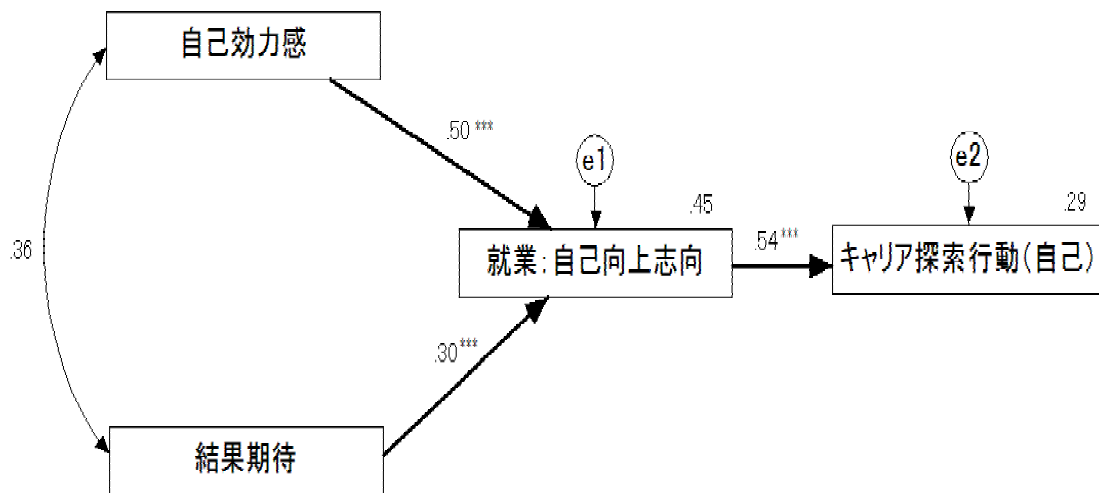 自己効力感
.50 ***
e1
e2
.45
.29
.36
就業:自己向上志向
.54***
キャリア探索行動(自己)
.30***
結果期待